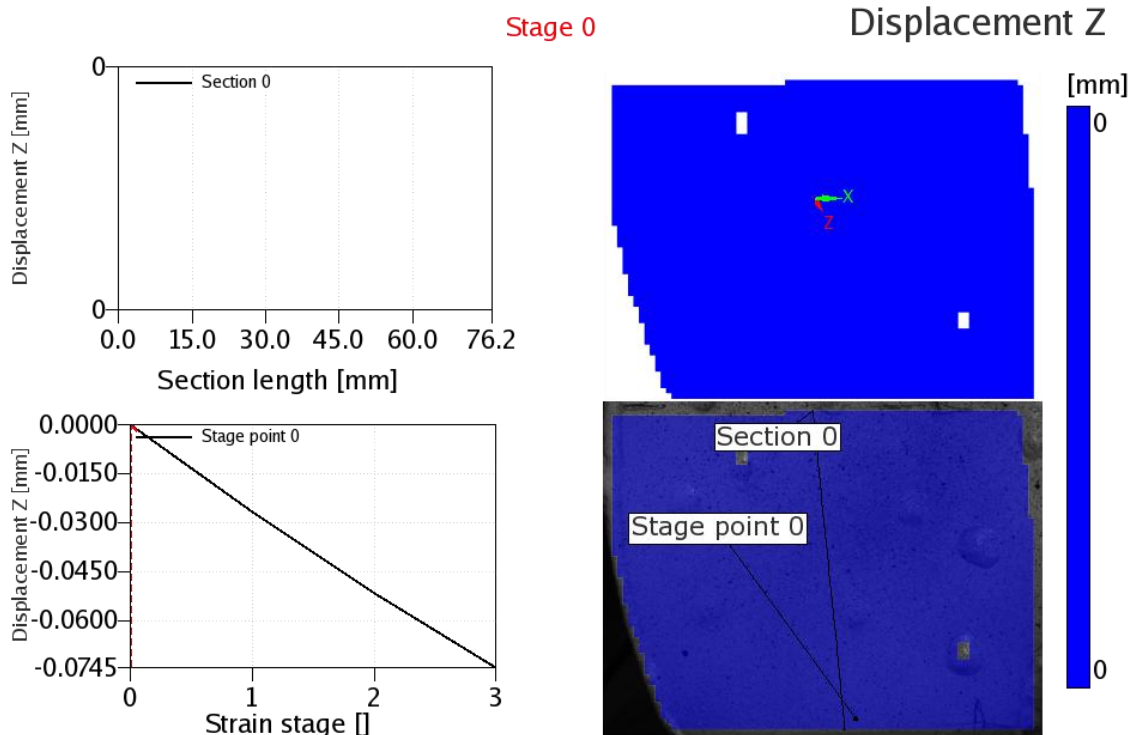 Stage 0
Displacement Z
Displacement Z [mm]
0
0
Section 0
0.0 15.0 30.0 45.0 60.0 76.2
Section length [mm]
X
Z
[mm]
0
0
Displacement Z [mm]
0.0000
-0.0150
-0.0300
-0.0450
-0.0600
-0.0745
Stage point 0
0 1 2 3
Strain stage []
Section 0
Stage point 0